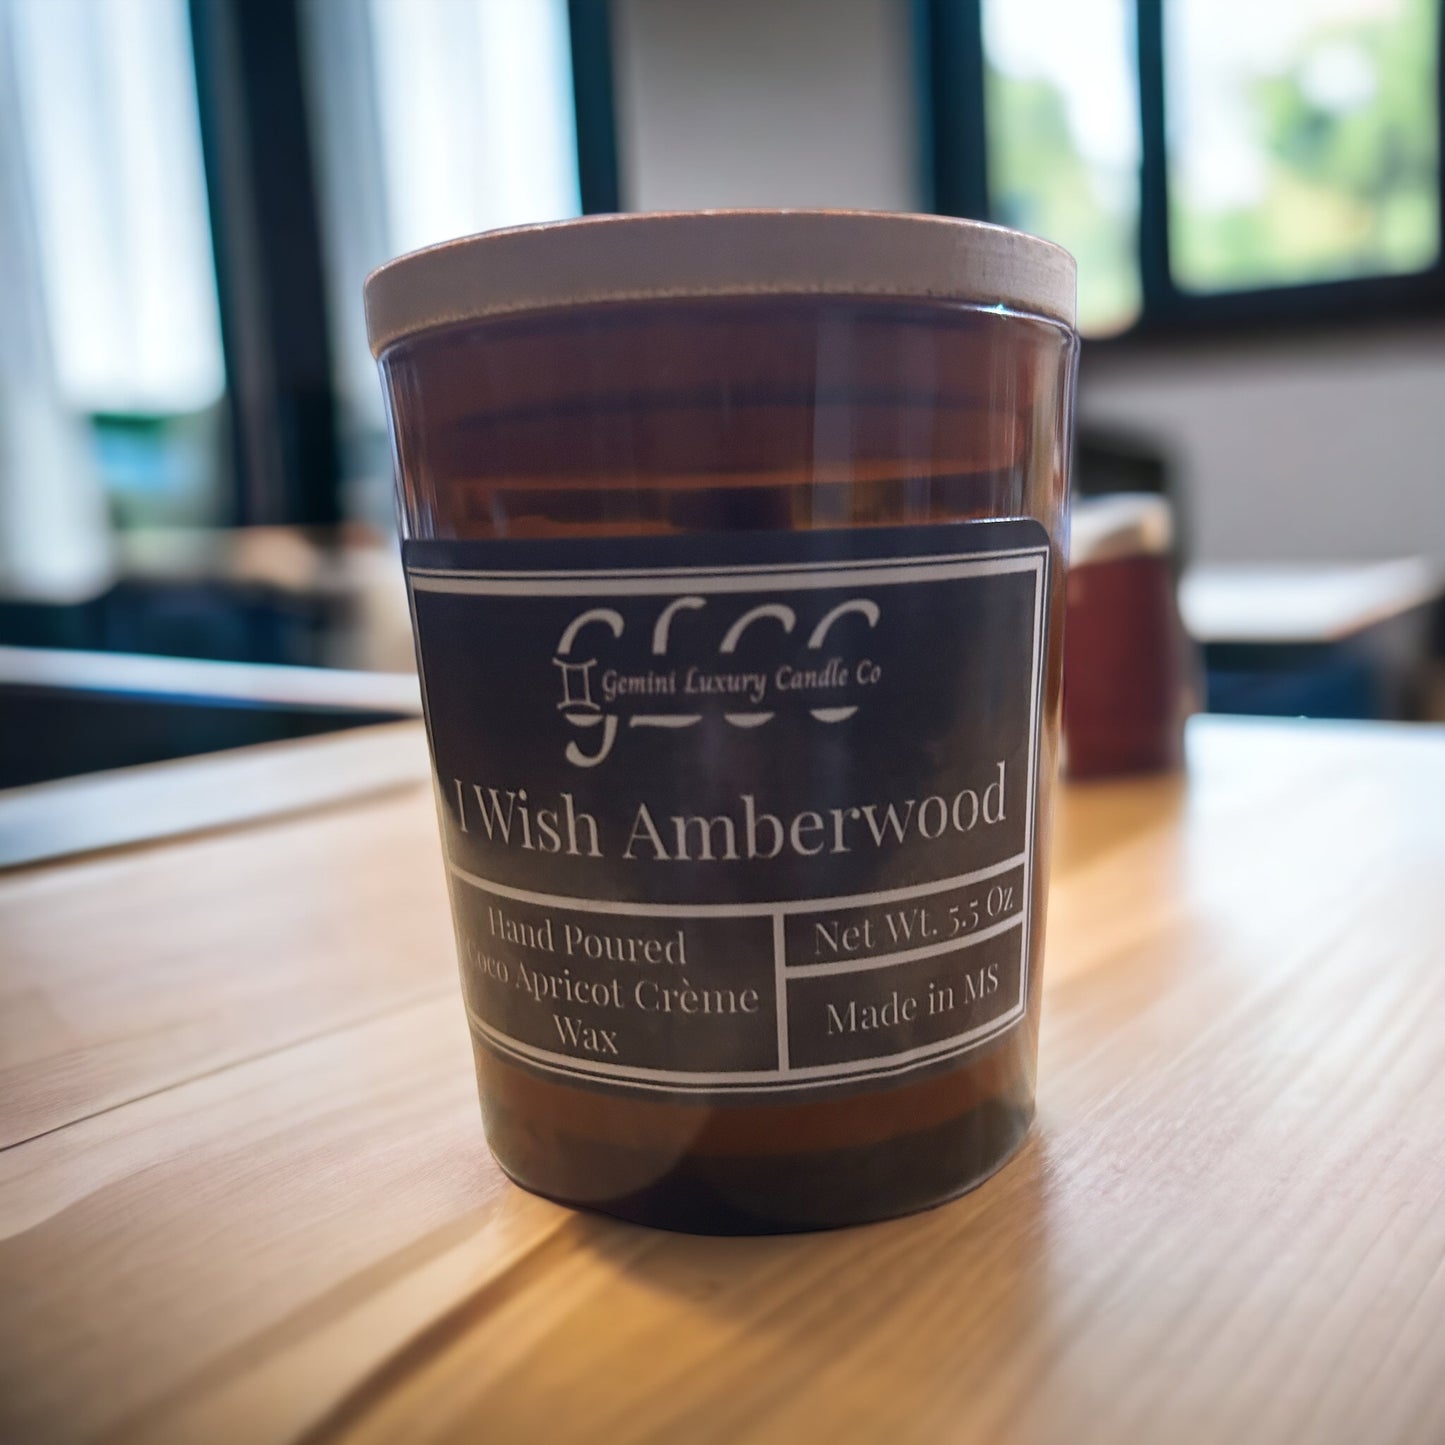 glcc
Gemini Luxury Candle Co
I Wish Amberwood
Hand Poured
Coco Apricot Crème
Wax
Net Wt. 5.5 Oz
Made in MS